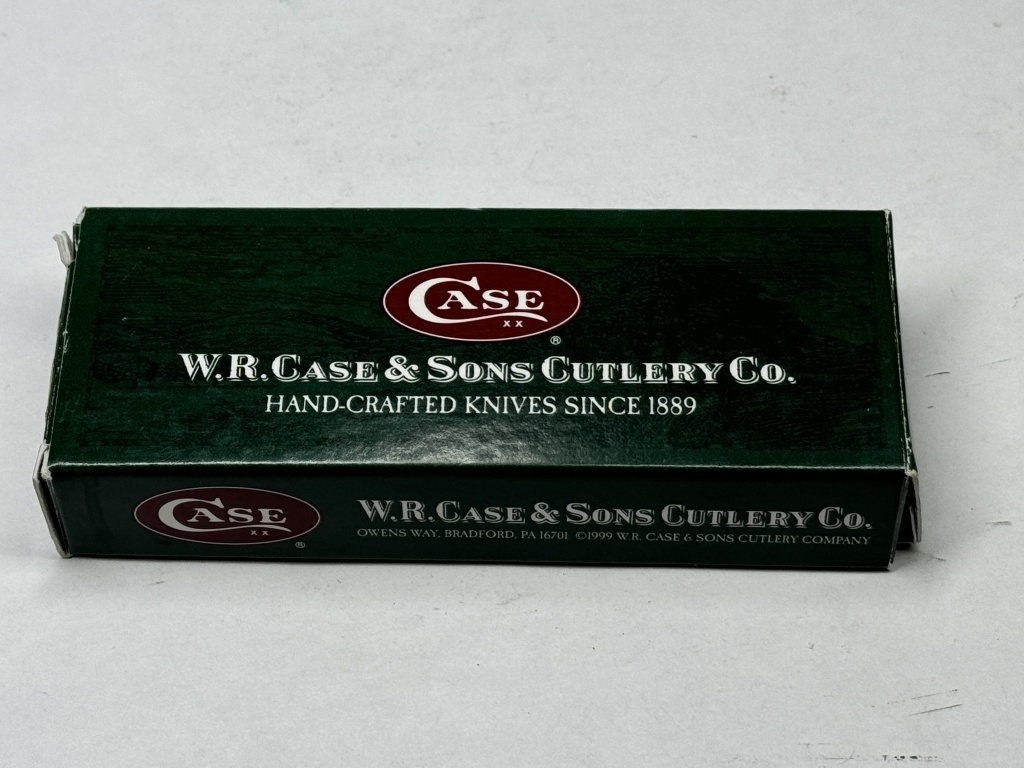 CASE
XX
®
W.R. CASE & SONS CUTLERY CO.
HAND-CRAFTED KNIVES SINCE 1889
CASE
XX
®
W.R. CASE & SONS CUTLERY CO.
OWENS WAY, BRADFORD, PA 16701 ©1999 W.R. CASE & SONS CUTLERY COMPANY